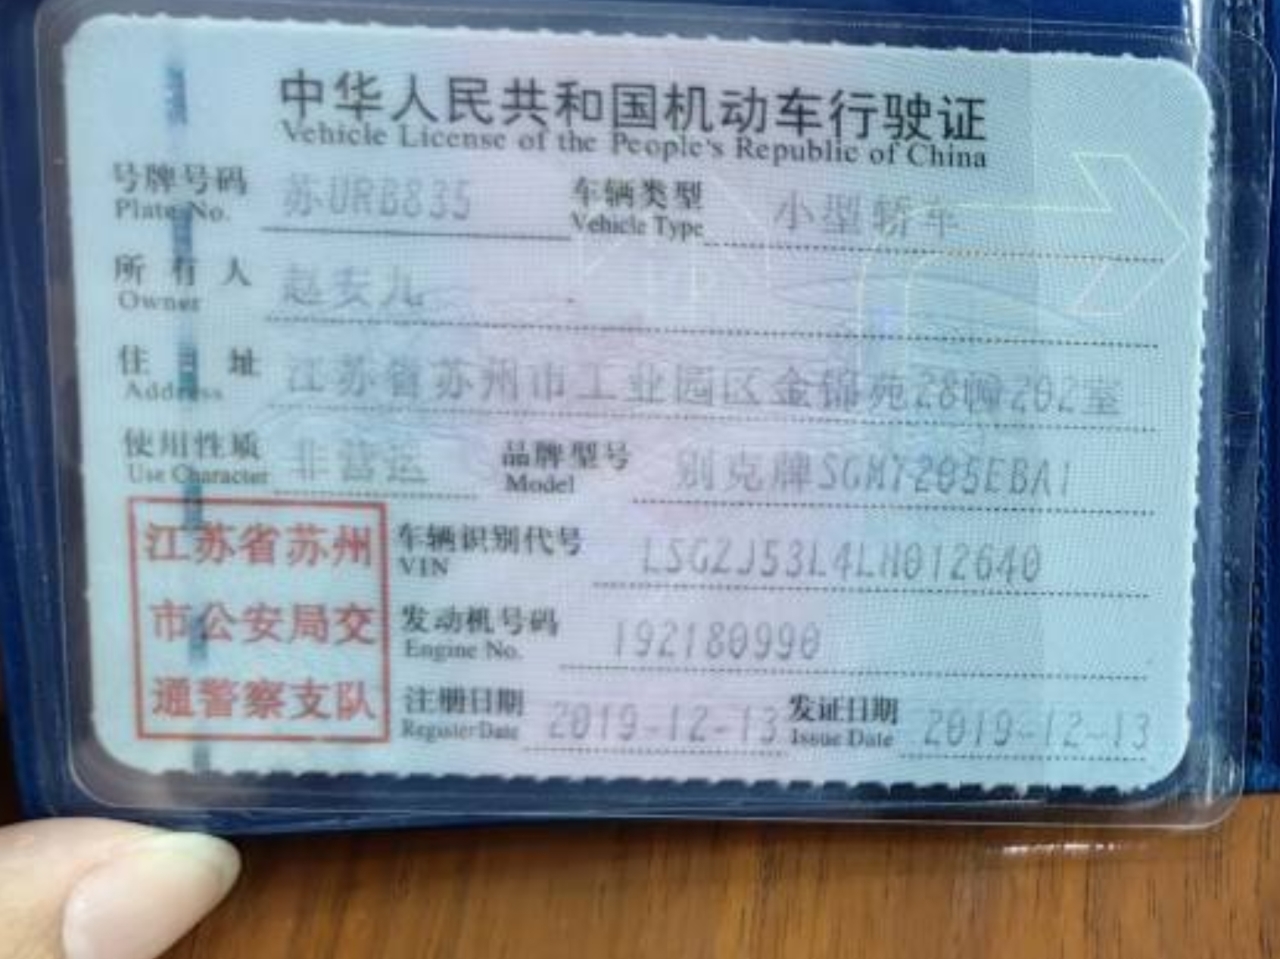 中华人民共和国机动车行驶证
Vehicle License of the People's Republic of China
号牌号码 苏URB835 车辆类型 小型轿车
Plate No. Vehicle Type
所有人 赵安九
Owner
住址 江苏省苏州市工业园区金锦苑28幢202室
Address
使用性质 非营运 品牌型号 别克牌SGM7205EBA1
Use Character Model
江苏省苏州 车辆识别代号 LSGZJ53L4LH012640
VIN
市公安局交 发动机号码 192180990
Engine No.
通警察支队 注册日期 2019-12-13 发证日期 2019-12-13
Register Date Issue Date